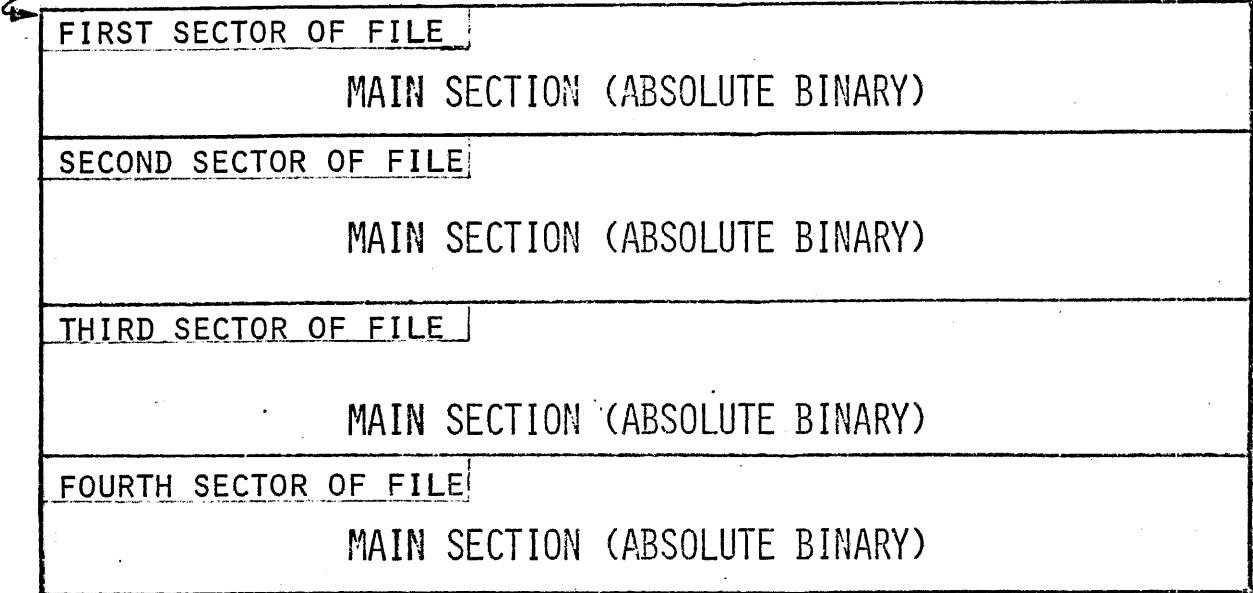 FIRST SECTOR OF FILE
MAIN SECTION (ABSOLUTE BINARY)
SECOND SECTOR OF FILE
MAIN SECTION (ABSOLUTE BINARY)
THIRD SECTOR OF FILE
MAIN SECTION (ABSOLUTE BINARY)
FOURTH SECTOR OF FILE
MAIN SECTION (ABSOLUTE BINARY)